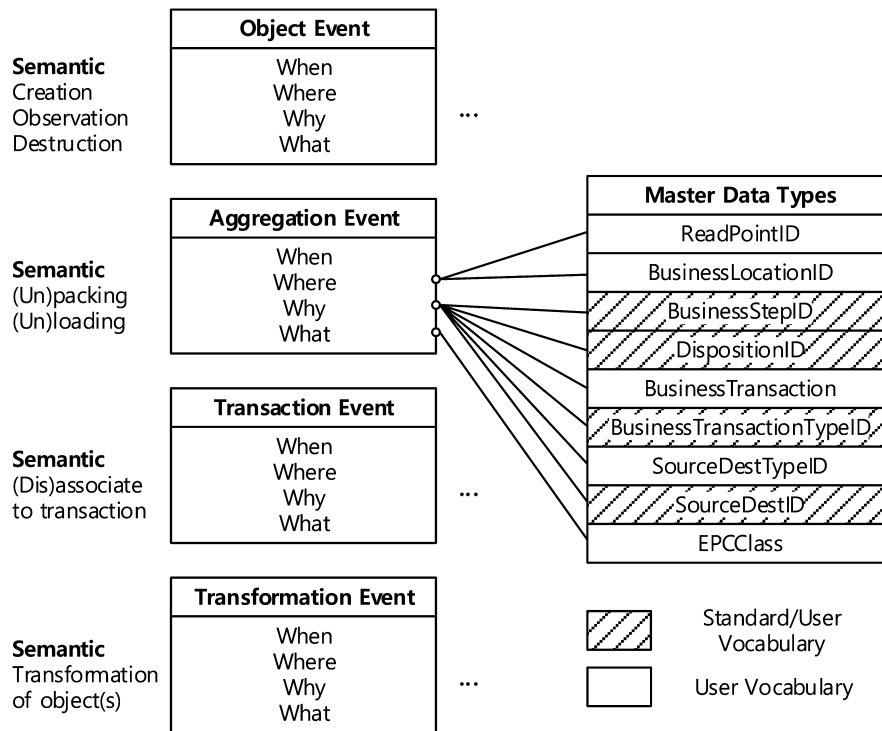 Object Event
Semantic
Creation
Observation
Destruction
When
Where
Why
What
...
Aggregation Event
Semantic
(Un)packing
(Un)loading
When
Where
Why
What
Master Data Types
ReadPointID
BusinessLocationID
BusinessStepID
DispositionID
BusinessTransaction
BusinessTransactionTypeID
SourceDestTypeID
SourceDestID
EPCClass
Transaction Event
Semantic
(Dis)associate
to transaction
When
Where
Why
What
...
Transformation Event
Semantic
Transformation
of object(s)
When
Where
Why
What
...
Standard/User
Vocabulary
User Vocabulary